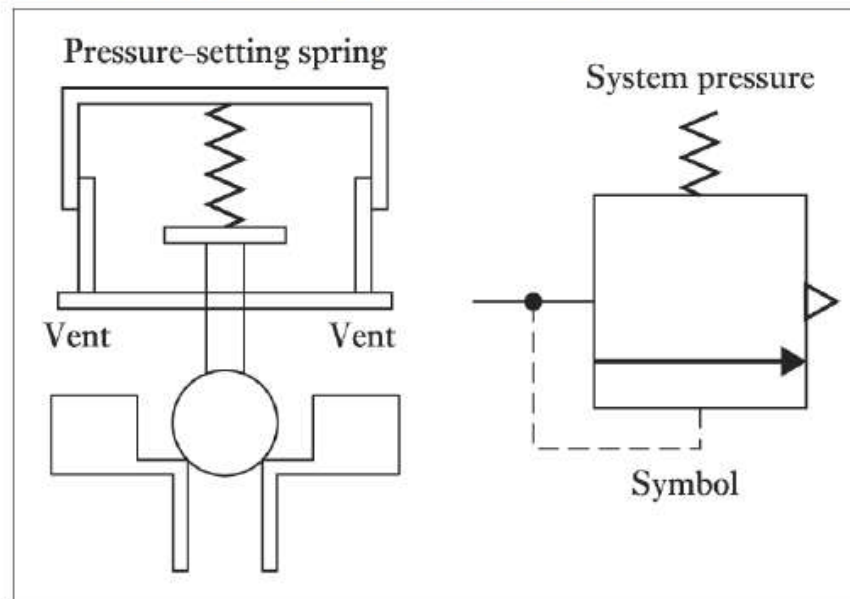 Pressure–setting spring
System pressure
Vent
Vent
Symbol